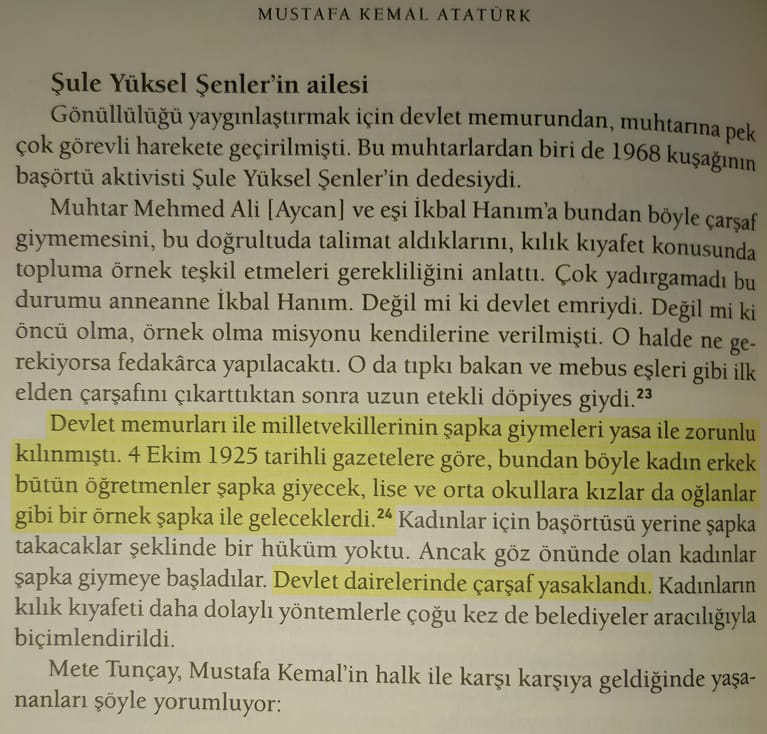 MUSTAFA KEMAL ATATÜRK
Şule Yüksel Şenler’in ailesi
Gönüllülüğü yaygınlaştırmak için devlet memurundan, muhtarına pek
çok görevli harekete geçirilmişti. Bu muhtarlardan biri de 1968 kuşağının
başörtü aktivisti Şule Yüksel Şenler’in dedesiydi.
Muhtar Mehmed Ali [Aycan] ve eşi İkbal Hanım’a bundan böyle çarşaf
giymemesini, bu doğrultuda talimat aldıklarını, kılık kıyafet konusunda
topluma örnek teşkil etmeleri gerekliliğini anlattı. Çok yadırgamadı bu
durumu anneanne İkbal Hanım. Değil mi ki devlet emriydi. Değil mi ki
öncü olma, örnek olma misyonu kendilerine verilmişti. O halde ne ge-
rekiyorsa fedakârca yapılacaktı. O da tıpkı bakan ve mebus eşleri gibi ilk
elden çarşafını çıkarttıktan sonra uzun etekli döpiyes giydi.²³
Devlet memurları ile milletvekillerinin şapka giymeleri yasa ile zorunlu
kılınmıştı. 4 Ekim 1925 tarihli gazetelere göre, bundan böyle kadın erkek
bütün öğretmenler şapka giyecek, lise ve orta okullara kızlar da oğlanlar
gibi bir örnek şapka ile geleceklerdi.²⁴ Kadınlar için başörtüsü yerine şapka
takacaklar şeklinde bir hüküm yoktu. Ancak göz önünde olan kadınlar
şapka giymeye başladılar. Devlet dairelerinde çarşaf yasaklandı. Kadınların
kılık kıyafeti daha dolaylı yöntemlerle çoğu kez de belediyeler aracılığıyla
biçimlendirildi.
Mete Tunçay, Mustafa Kemal’in halk ile karşı karşıya geldiğinde yaşa-
nanları şöyle yorumluyor: